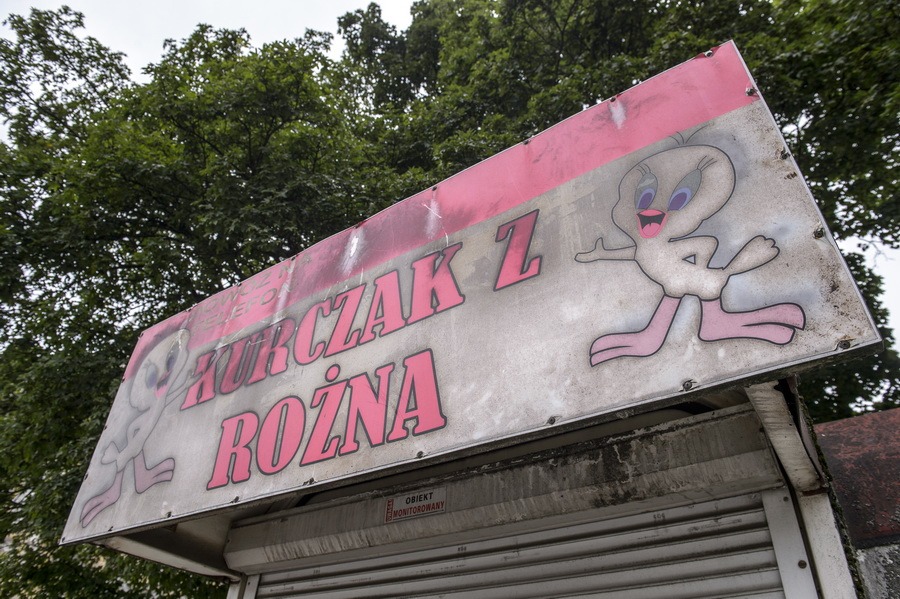 KURCZAK Z
ROŻNA
OBIEKT
MONITOROWANY